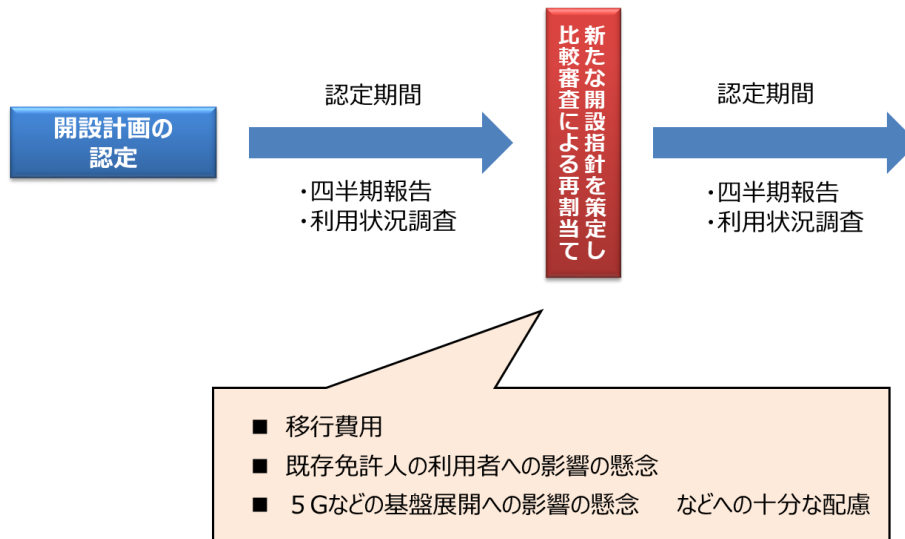 開設計画の
認定
認定期間
・四半期報告
・利用状況調査
新たな開設指針を策定し
比較審査による再割当て
認定期間
・四半期報告
・利用状況調査
■ 移行費用
■ 既存免許人の利用者への影響の懸念
■ ５Gなどの基盤展開への影響の懸念　などへの十分な配慮